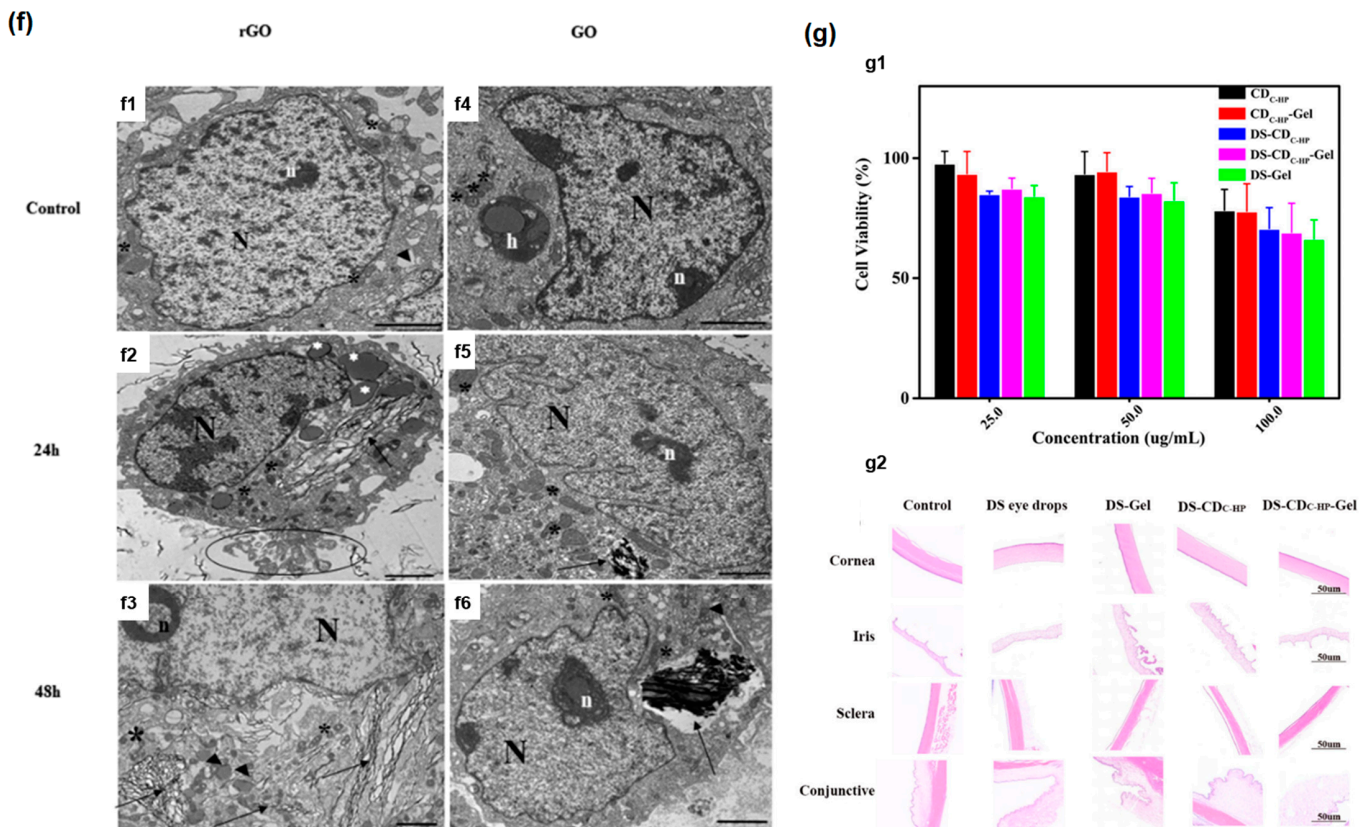 (f)
rGO
GO
Control
24h
48h
f1
n
N
*
*
*
f4
* * *
h
N
n
f2
*
*
*
N
*
*
f5
*
N
n
*
*
f3
n
N
*
*
f6
*
*
n
N
(g)
g1
CDC-HP
CDC-HP-Gel
DS-CDC-HP
DS-CDC-HP-Gel
DS-Gel
100
50
0
Cell Viability (%)
25.0
50.0
100.0
Concentration (ug/mL)
g2
Control DS eye drops DS-Gel DS-CDC-HP DS-CDC-HP-Gel
Cornea
50um
Iris
50um
Sclera
50um
Conjunctive
50um